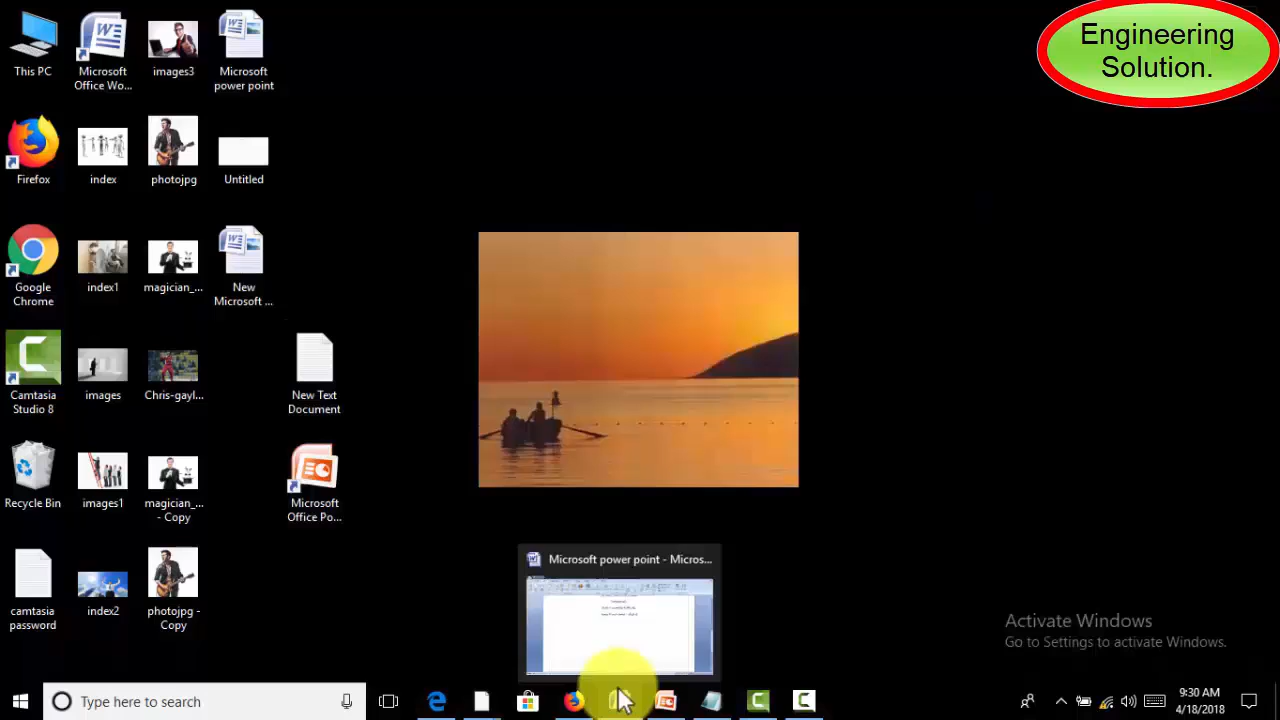 Engineering
Solution.
This PC
Microsoft
Office Wo...
images3
Microsoft
power point
Firefox
index
photojpg
Untitled
Google
Chrome
index1
magician_...
New
Microsoft ...
Camtasia
Studio 8
images
Chris-gayl...
New Text
Document
Recycle Bin
images1
magician_...
- Copy
Microsoft
Office Po...
camtasia
password
index2
photojpg -
Copy
Microsoft power point - Micros...
Activate Windows
Go to Settings to activate Windows.
Type here to search
9:30 AM
4/18/2018